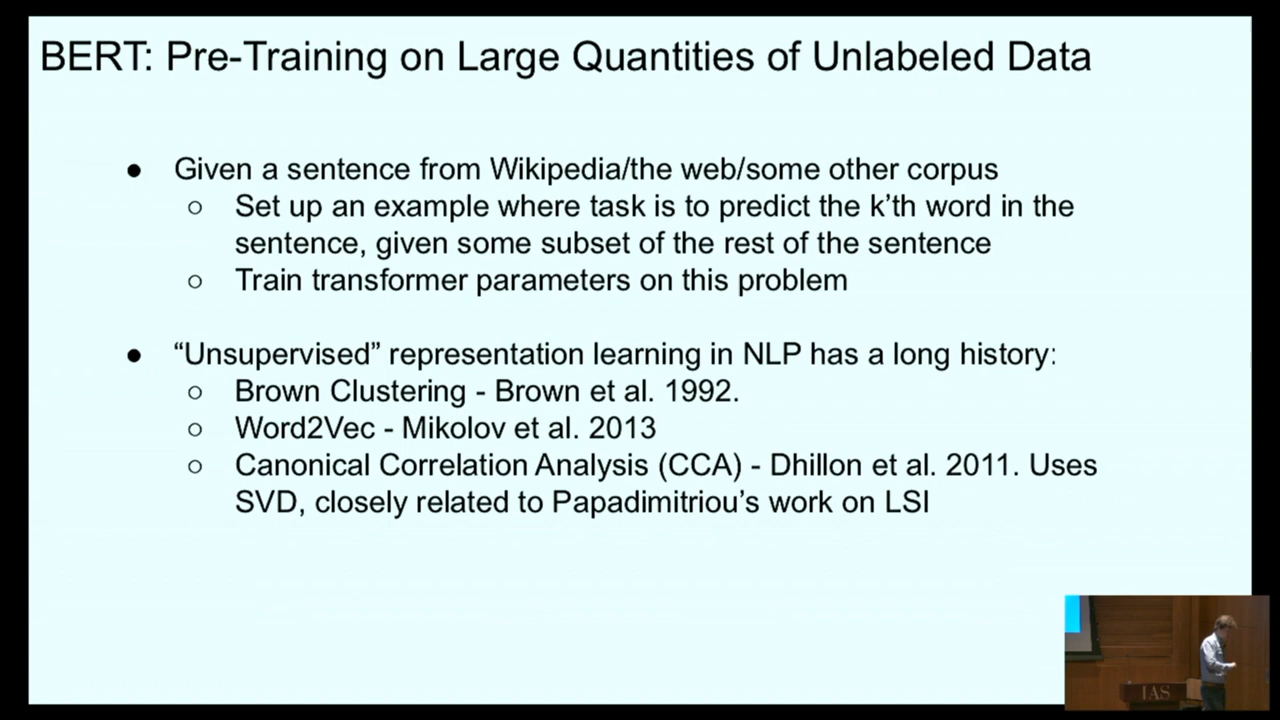 BERT: Pre-Training on Large Quantities of Unlabeled Data
● Given a sentence from Wikipedia/the web/some other corpus
○ Set up an example where task is to predict the k’th word in the
sentence, given some subset of the rest of the sentence
○ Train transformer parameters on this problem
● “Unsupervised” representation learning in NLP has a long history:
○ Brown Clustering - Brown et al. 1992.
○ Word2Vec - Mikolov et al. 2013
○ Canonical Correlation Analysis (CCA) - Dhillon et al. 2011. Uses
SVD, closely related to Papadimitriou’s work on LSI
IAS